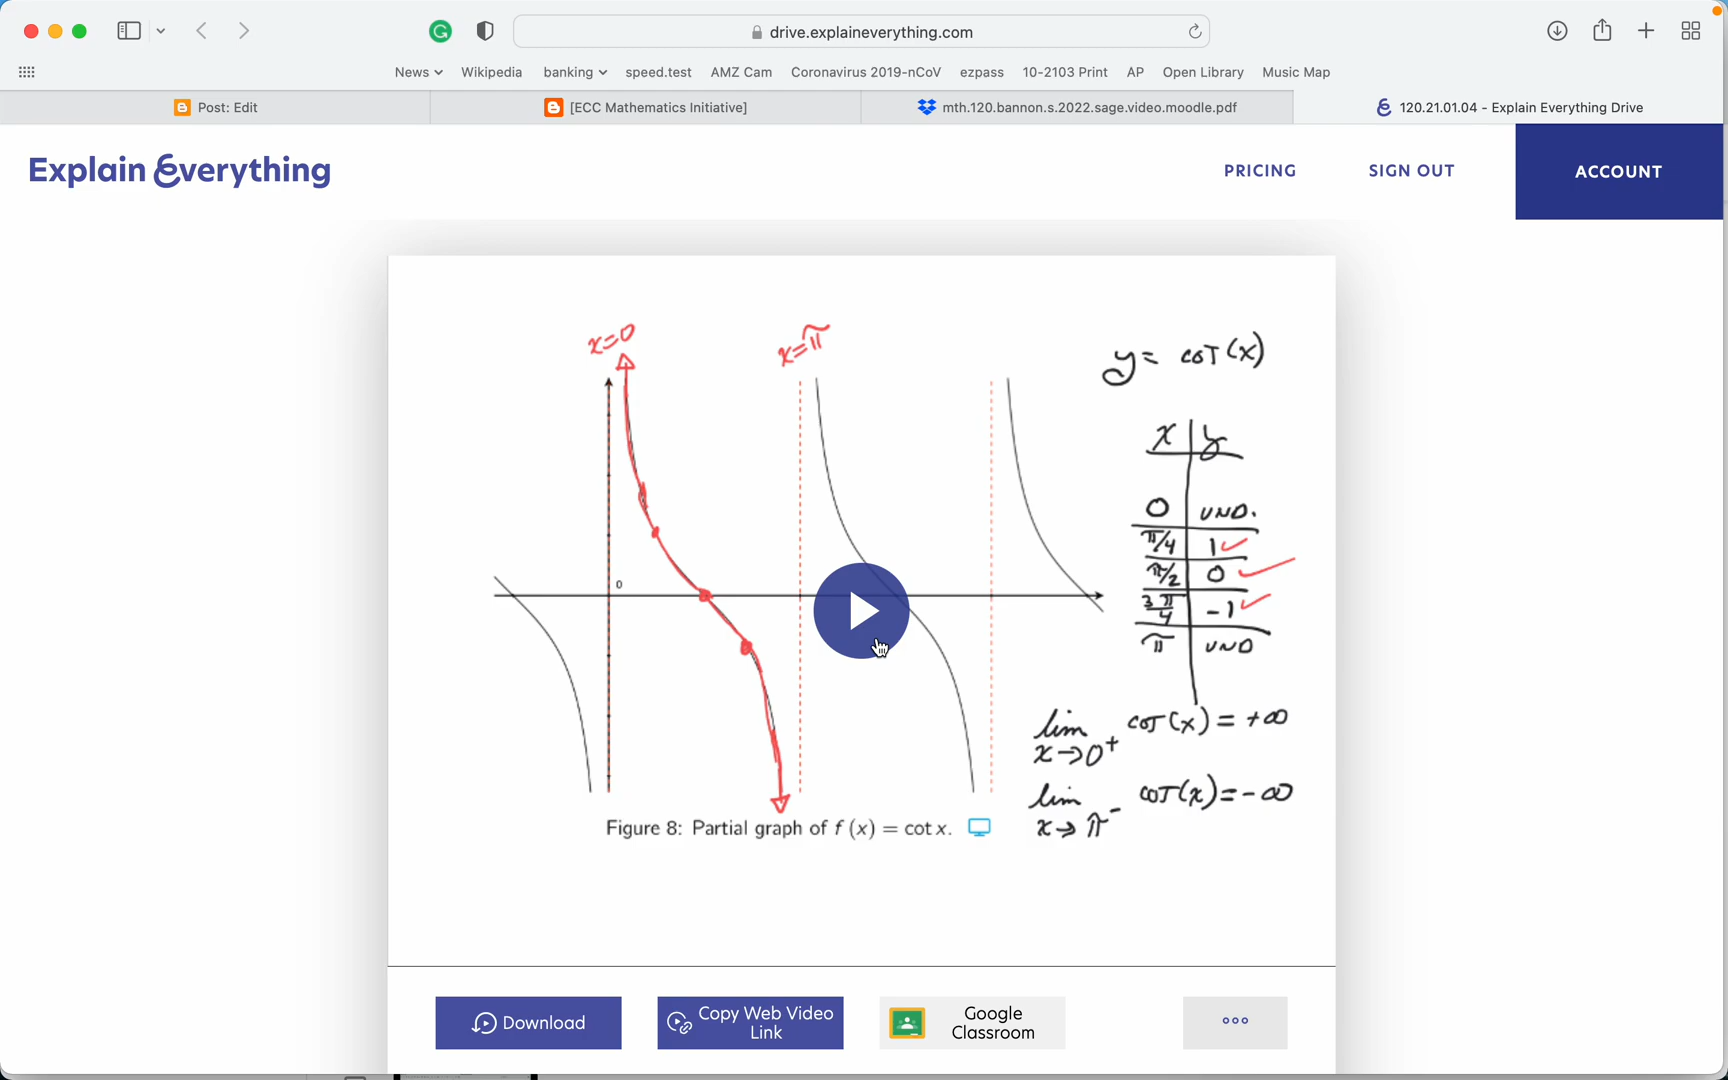 drive.explaineverything.com
News Wikipedia banking speed.test AMZ Cam Coronavirus 2019-nCoV ezpass 10-2103 Print AP Open Library Music Map
Post: Edit [ECC Mathematics Initiative] mth.120.bannon.s.2022.sage.video.moodle.pdf 120.21.01.04 - Explain Everything Drive
Explain Everything PRICING SIGN OUT ACCOUNT
x=0 x=π
y= cot(x)
x y
0 UND.
π/4 1
π/2 0
3π/4 -1
π UND
0
lim x→0⁺ cot(x) = +∞
lim x→π⁻ cot(x) = -∞
Figure 8: Partial graph of f (x) = cot x.
Download
Copy Web Video
Link
Google
Classroom